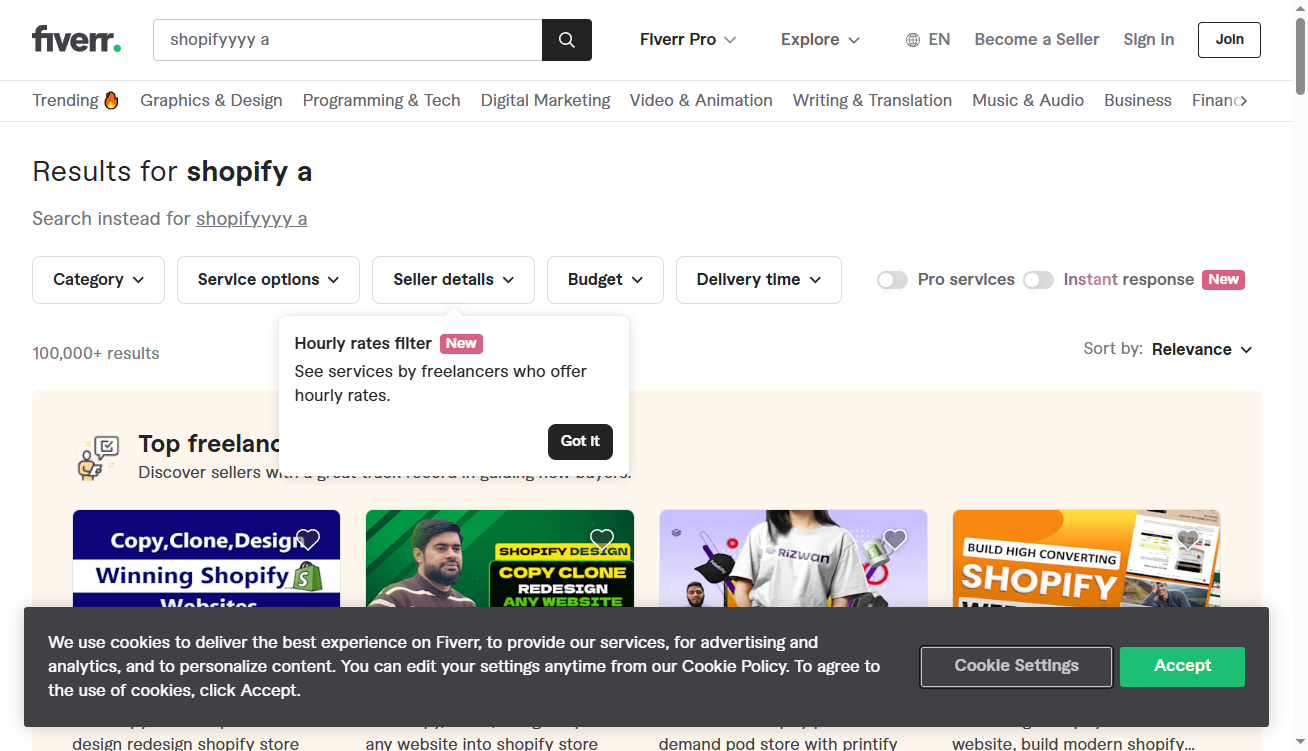 fiverr.
shopifyyyy a
Fiverr Pro
Explore
EN
Become a Seller
Sign In
Join
Trending
Graphics & Design
Programming & Tech
Digital Marketing
Video & Animation
Writing & Translation
Music & Audio
Business
Financ
Results for shopify a
Search instead for shopifyyyy a
Category
Service options
Seller details
Budget
Delivery time
Pro services
Instant response New
Hourly rates filter New
See services by freelancers who offer
hourly rates.
Got it
100,000+ results
Sort by: Relevance
Top freelanc
Discover sellers with a great track record in guiding new buyers.
Copy,Clone,Design
Winning Shopify
Websites
SHOPIFY DESIGN
COPY CLONE
REDESIGN
ANY WEBSITE
RIZWAN
BUILD HIGH CONVERTING
SHOPIFY
We use cookies to deliver the best experience on Fiverr, to provide our services, for advertising and
analytics, and to personalize content. You can edit your settings anytime from our Cookie Policy. To agree to
the use of cookies, click Accept.
Cookie Settings
Accept
design redesign shopify store
any website into shopify store
demand pod store with printify
website, build modern shopify...